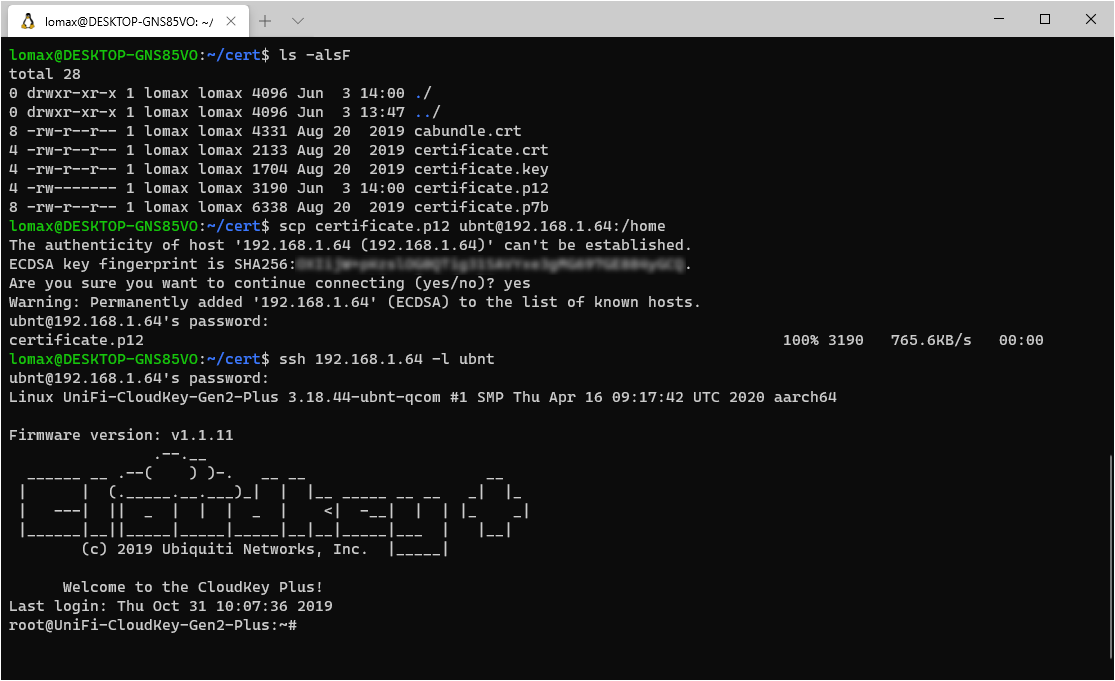 lomax@DESKTOP-GNS85VO: ~/
lomax@DESKTOP-GNS85VO:~/cert$ ls -alsF
total 28
0 drwxr-xr-x 1 lomax lomax 4096 Jun  3 14:00 ./
0 drwxr-xr-x 1 lomax lomax 4096 Jun  3 13:47 ../
8 -rw-r--r-- 1 lomax lomax 4331 Aug 20  2019 cabundle.crt
4 -rw-r--r-- 1 lomax lomax 2133 Aug 20  2019 certificate.crt
4 -rw-r--r-- 1 lomax lomax 1704 Aug 20  2019 certificate.key
4 -rw------- 1 lomax lomax 3190 Jun  3 14:00 certificate.p12
8 -rw-r--r-- 1 lomax lomax 6338 Aug 20  2019 certificate.p7b
lomax@DESKTOP-GNS85VO:~/cert$ scp certificate.p12 ubnt@192.168.1.64:/home
The authenticity of host '192.168.1.64 (192.168.1.64)' can't be established.
ECDSA key fingerprint is SHA256:
Are you sure you want to continue connecting (yes/no)? yes
Warning: Permanently added '192.168.1.64' (ECDSA) to the list of known hosts.
ubnt@192.168.1.64's password:
certificate.p12                                                                       100% 3190   765.6KB/s   00:00
lomax@DESKTOP-GNS85VO:~/cert$ ssh 192.168.1.64 -l ubnt
ubnt@192.168.1.64's password:
Linux UniFi-CloudKey-Gen2-Plus 3.18.44-ubnt-qcom #1 SMP Thu Apr 16 09:17:42 UTC 2020 aarch64
Firmware version: v1.1.11
Cloudkey+
(c) 2019 Ubiquiti Networks, Inc.
Welcome to the CloudKey Plus!
Last login: Thu Oct 31 10:07:36 2019
root@UniFi-CloudKey-Gen2-Plus:~#